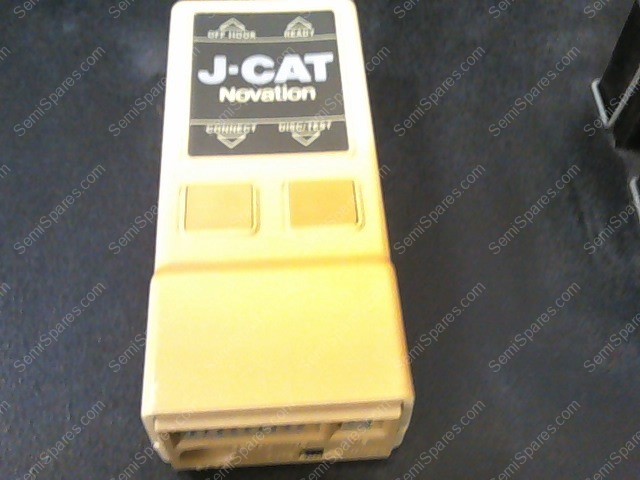 OFF HOOK READY
J-CAT
Novation
CONNECT DISC/TEST
SemiSpares.com